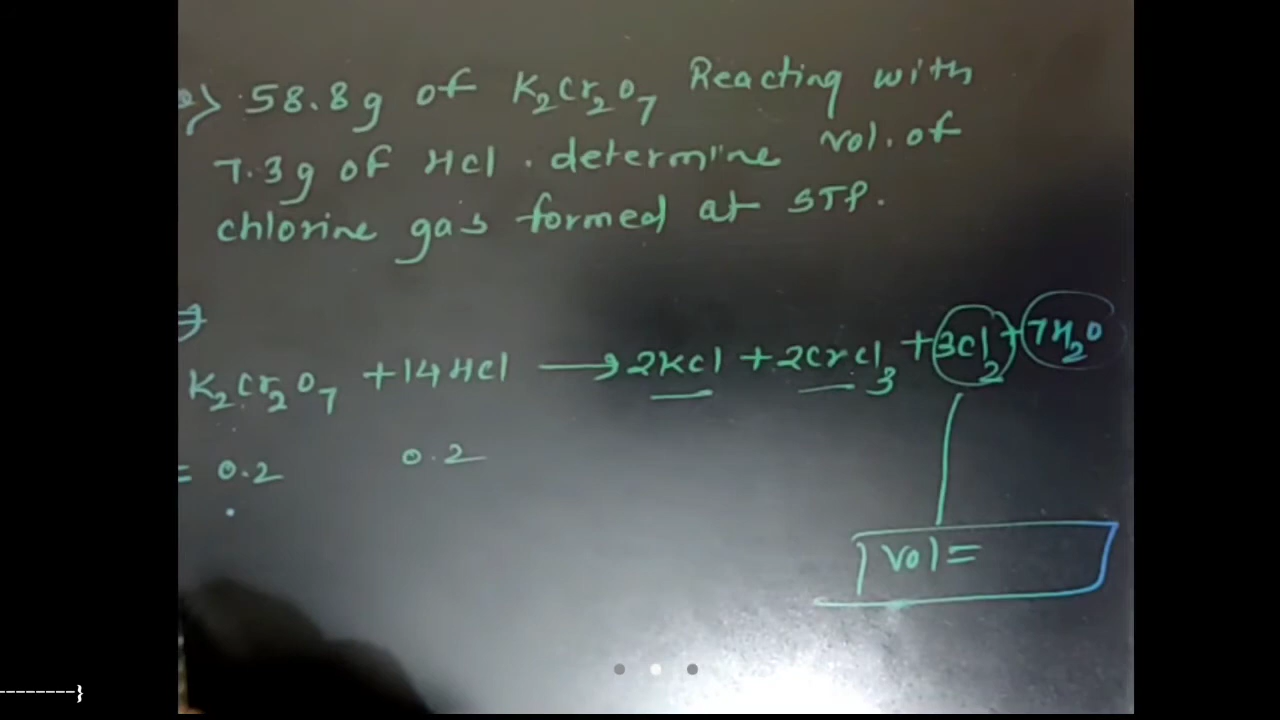 58.8g of K₂Cr₂O₇ Reacting with
7.3g of HCl . determine vol. of
chlorine gas formed at STP.
⇒
K₂Cr₂O₇ + 14HCl ⟶ 2KCl + 2CrCl₃ + 3Cl₂ + 7H₂O
= 0.2 0.2
Vol =
--------}